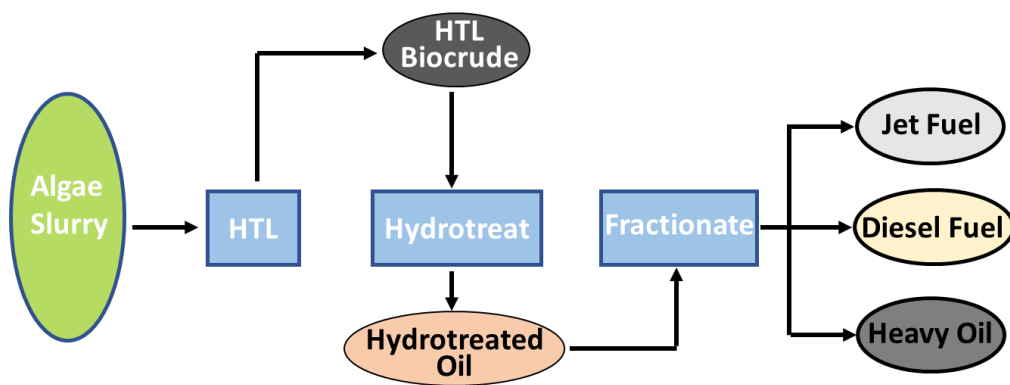 Algae
Slurry
HTL
HTL
Biocrude
Hydrotreat
Hydrotreated
Oil
Fractionate
Jet Fuel
Diesel Fuel
Heavy Oil